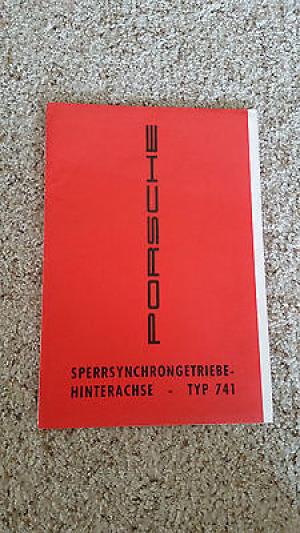 PORSCHE
SPERRSYNCHRONGETRIEBE-
HINTERACHSE - TYP 741